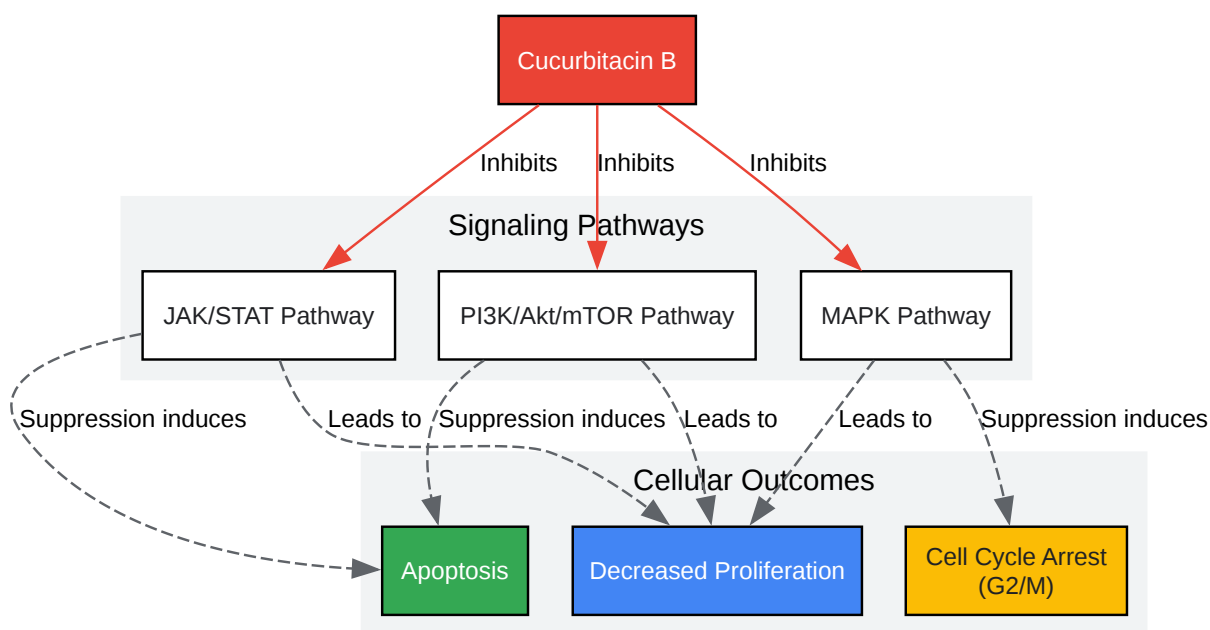 Cucurbitacin B
Inhibits
Inhibits
Inhibits
Signaling Pathways
JAK/STAT Pathway
PI3K/Akt/mTOR Pathway
MAPK Pathway
Suppression induces
Leads to
Suppression induces
Leads to
Leads to
Suppression induces
Cellular Outcomes
Apoptosis
Decreased Proliferation
Cell Cycle Arrest
(G2/M)